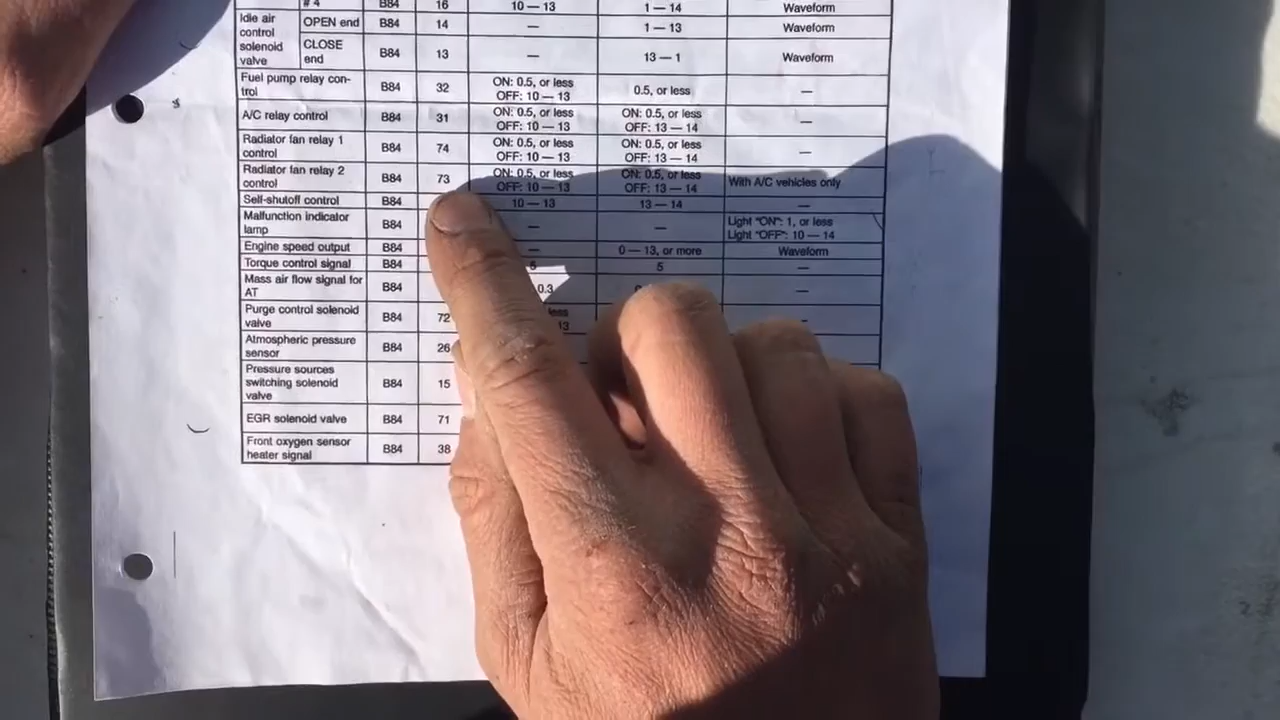 # 4 B84 16 10 — 13 1 — 14 Waveform
Idle air control solenoid valve
OPEN end B84 14 — 1 — 13 Waveform
CLOSE end B84 13 — 13 — 1 Waveform
Fuel pump relay con-
trol B84 32 ON: 0.5, or less 0.5, or less —
OFF: 10 — 13
A/C relay control B84 31 ON: 0.5, or less ON: 0.5, or less —
OFF: 10 — 13 OFF: 13 — 14
Radiator fan relay 1
control B84 74 ON: 0.5, or less ON: 0.5, or less —
OFF: 10 — 13 OFF: 13 — 14
Radiator fan relay 2
control B84 73 ON: 0.5, or less ON: 0.5, or less With A/C vehicles only
OFF: 10 — 13 OFF: 13 — 14
Self-shutoff control B84 10 — 13 13 — 14 —
Malfunction indicator
lamp B84 — — Light "ON": 1, or less
Light "OFF": 10 — 14
Engine speed output B84 — 0 — 13, or more Waveform
Torque control signal B84 5 5 —
Mass air flow signal for
AT B84 0.3 —
Purge control solenoid
valve B84 72 less —
13
Atmospheric pressure
sensor B84 26
Pressure sources
switching solenoid
valve B84 15
EGR solenoid valve B84 71
Front oxygen sensor
heater signal B84 38